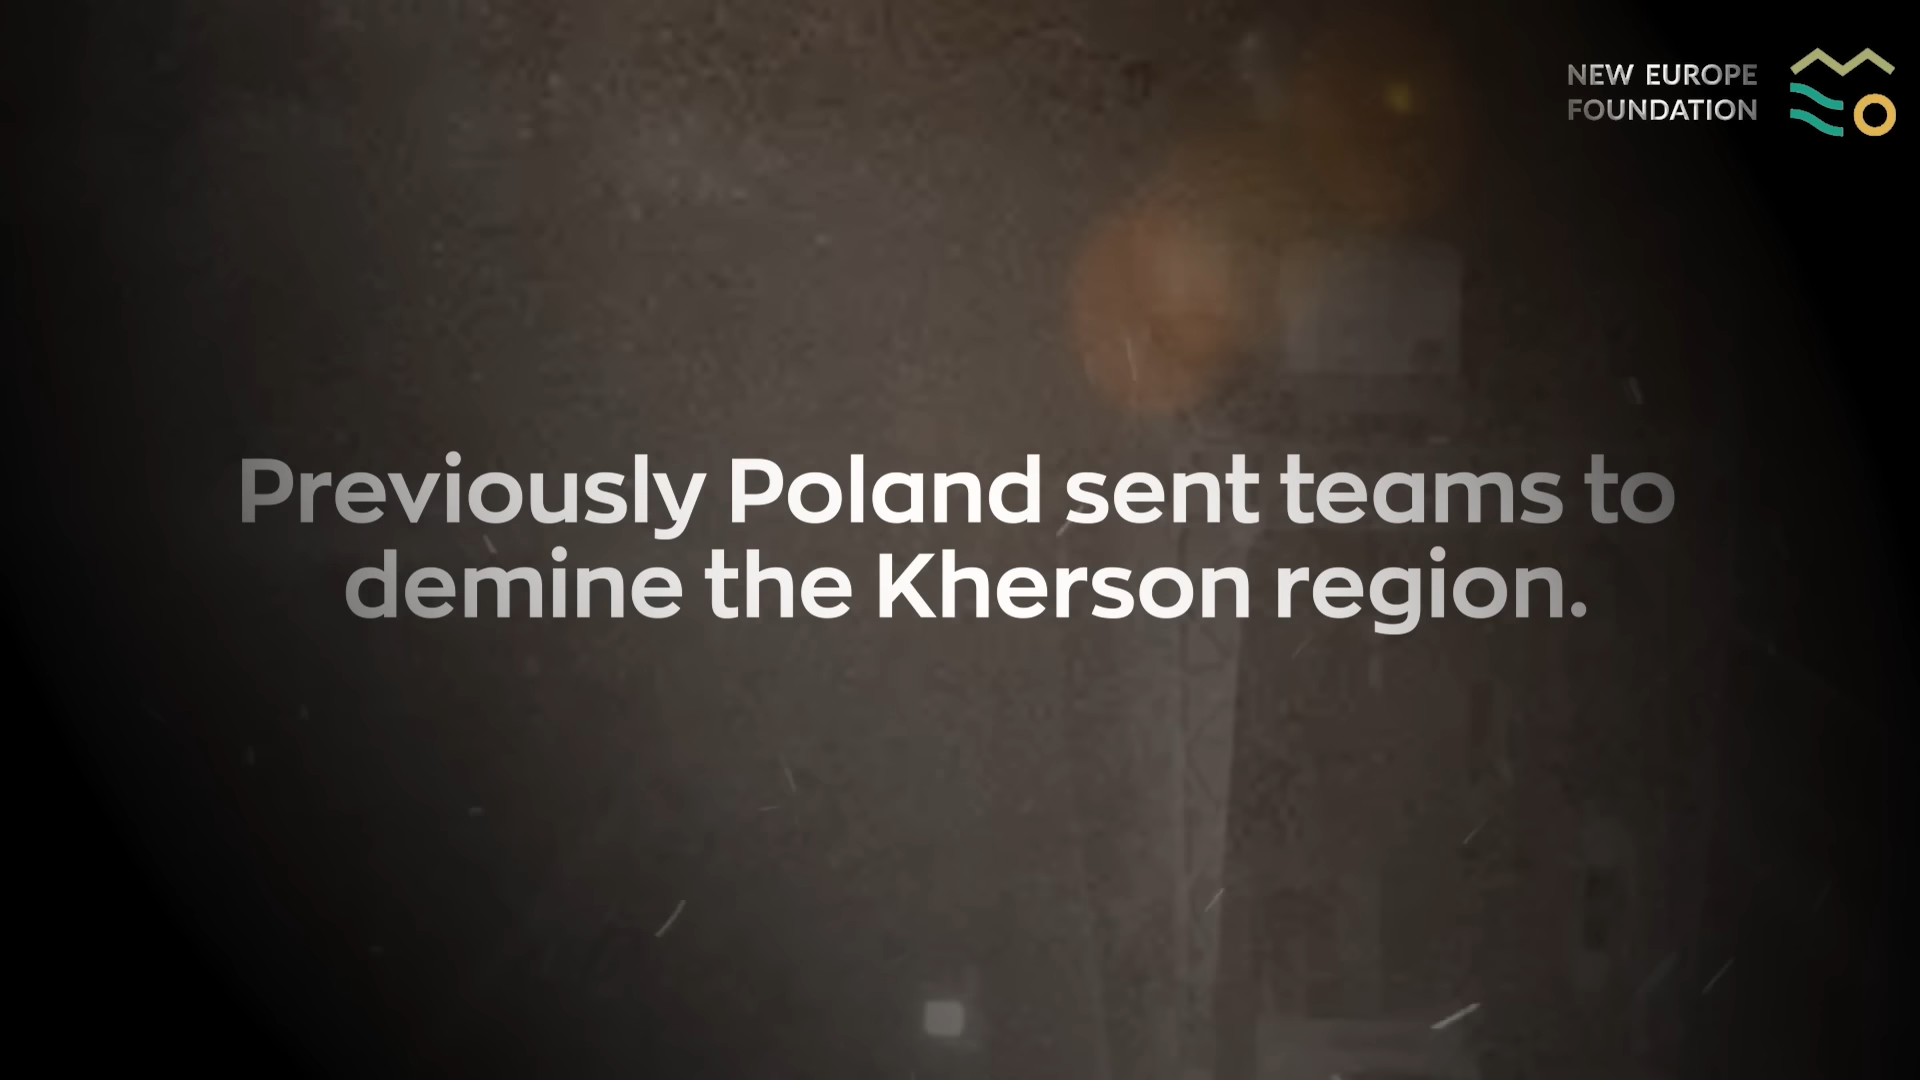 NEW EUROPE
FOUNDATION
Previously Poland sent teams to
demine the Kherson region.